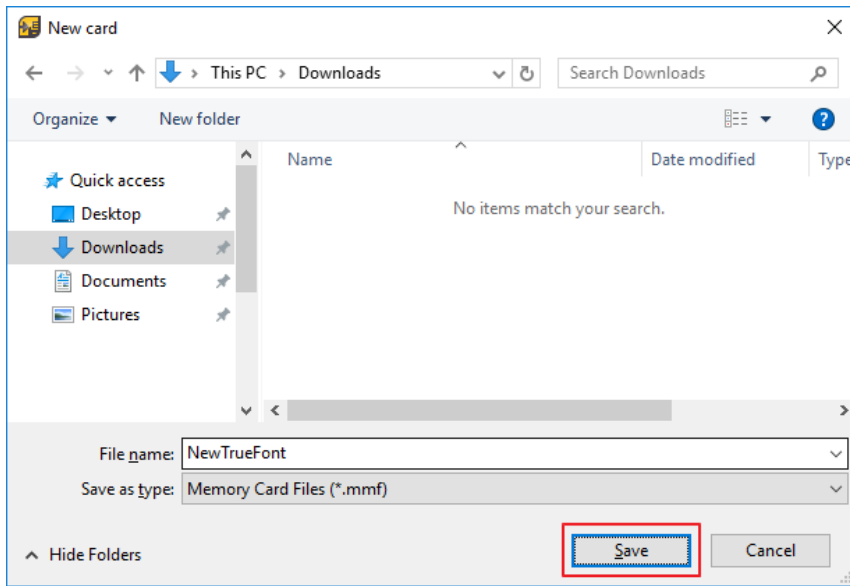 New card
This PC > Downloads
Search Downloads
Organize
New folder
?
Name
Date modified
Type
Quick access
No items match your search.
Desktop
Downloads
Documents
Pictures
File name: NewTrueFont
Save as type: Memory Card Files (*.mmf)
Hide Folders
Save
Cancel